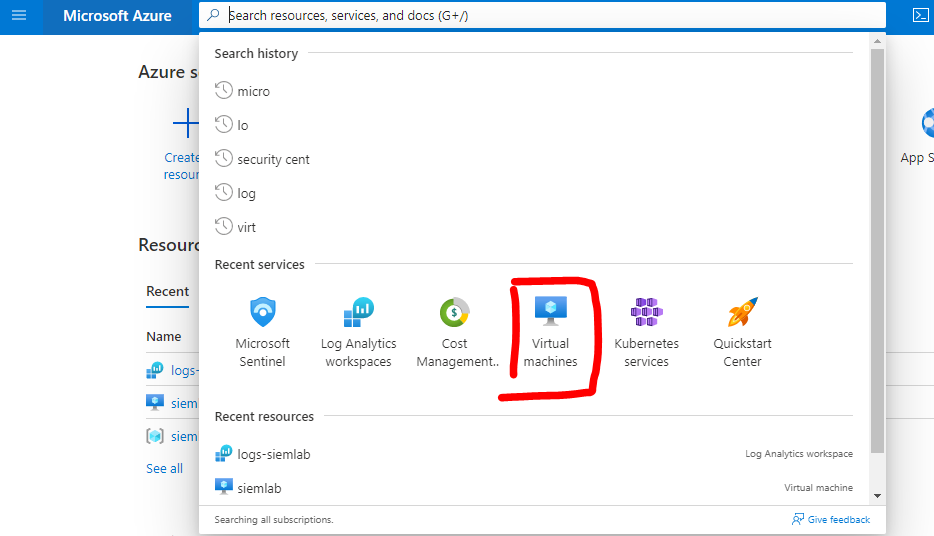 Microsoft Azure
Search resources, services, and docs (G+/)
Azure s
Create
resour
App S
Search history
micro
lo
security cent
log
virt
Recent services
Microsoft
Sentinel
Log Analytics
workspaces
Cost
Management..
Virtual
machines
Kubernetes
services
Quickstart
Center
Resourc
Recent
Name
logs-
siem
siem
See all
Recent resources
logs-siemlab Log Analytics workspace
siemlab Virtual machine
Searching all subscriptions. Give feedback